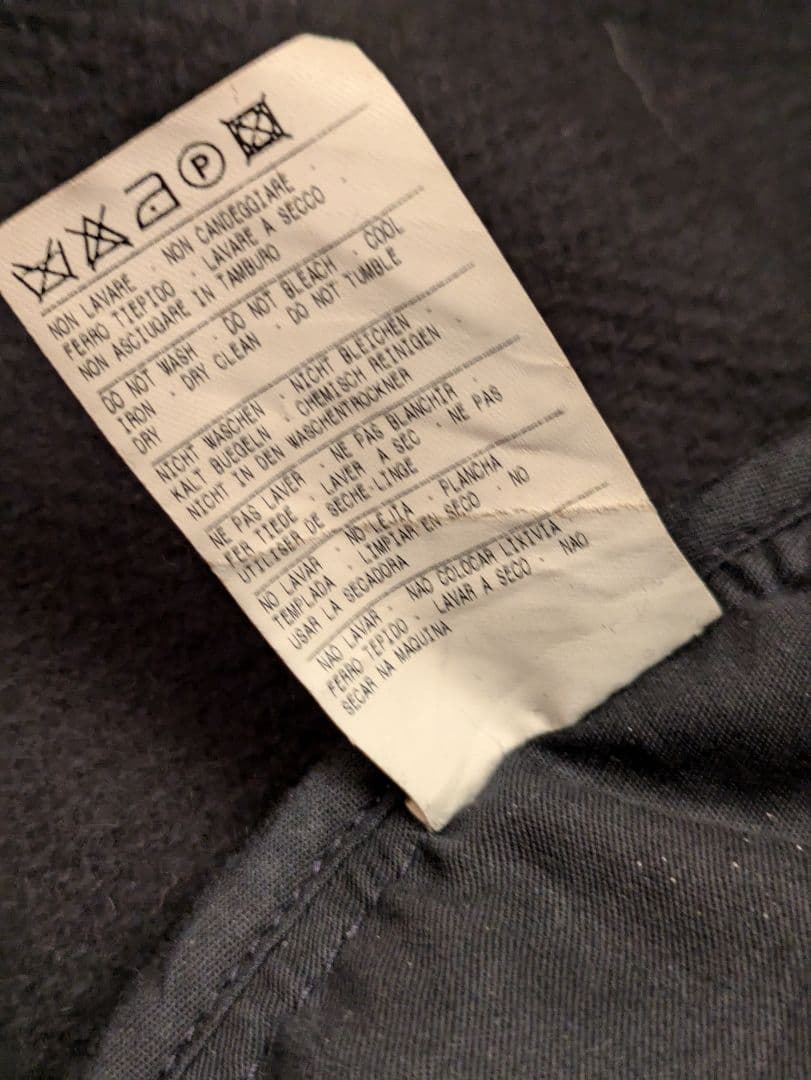 P
NON LAVARE · NON CANDEGGIARE ·
FERRO TIEPIDO · LAVARE A SECCO ·
NON ASCIUGARE IN TAMBURO
DO NOT WASH · DO NOT BLEACH · COOL
IRON · DRY CLEAN · DO NOT TUMBLE
DRY
NICHT WASCHEN · NICHT BLEICHEN ·
KALT BUEGELN · CHEMISCH REINIGEN ·
NICHT IN DEN WASCHENTROCKNER
NE PAS LAVER · NE PAS BLANCHIR ·
FER TIEDE · LAVER A SEC · NE PAS
UTILISER DE SECHE-LINGE
NO LAVAR · NO LEJIA · PLANCHA
TEMPLADA · LIMPIAR EN SECO · NO
USAR LA SECADORA
NAO LAVAR · NAO COLOCAR LIXIVIA ·
FERRO TEPIDO · LAVAR A SECO · NAO
SECAR NA MAQUINA